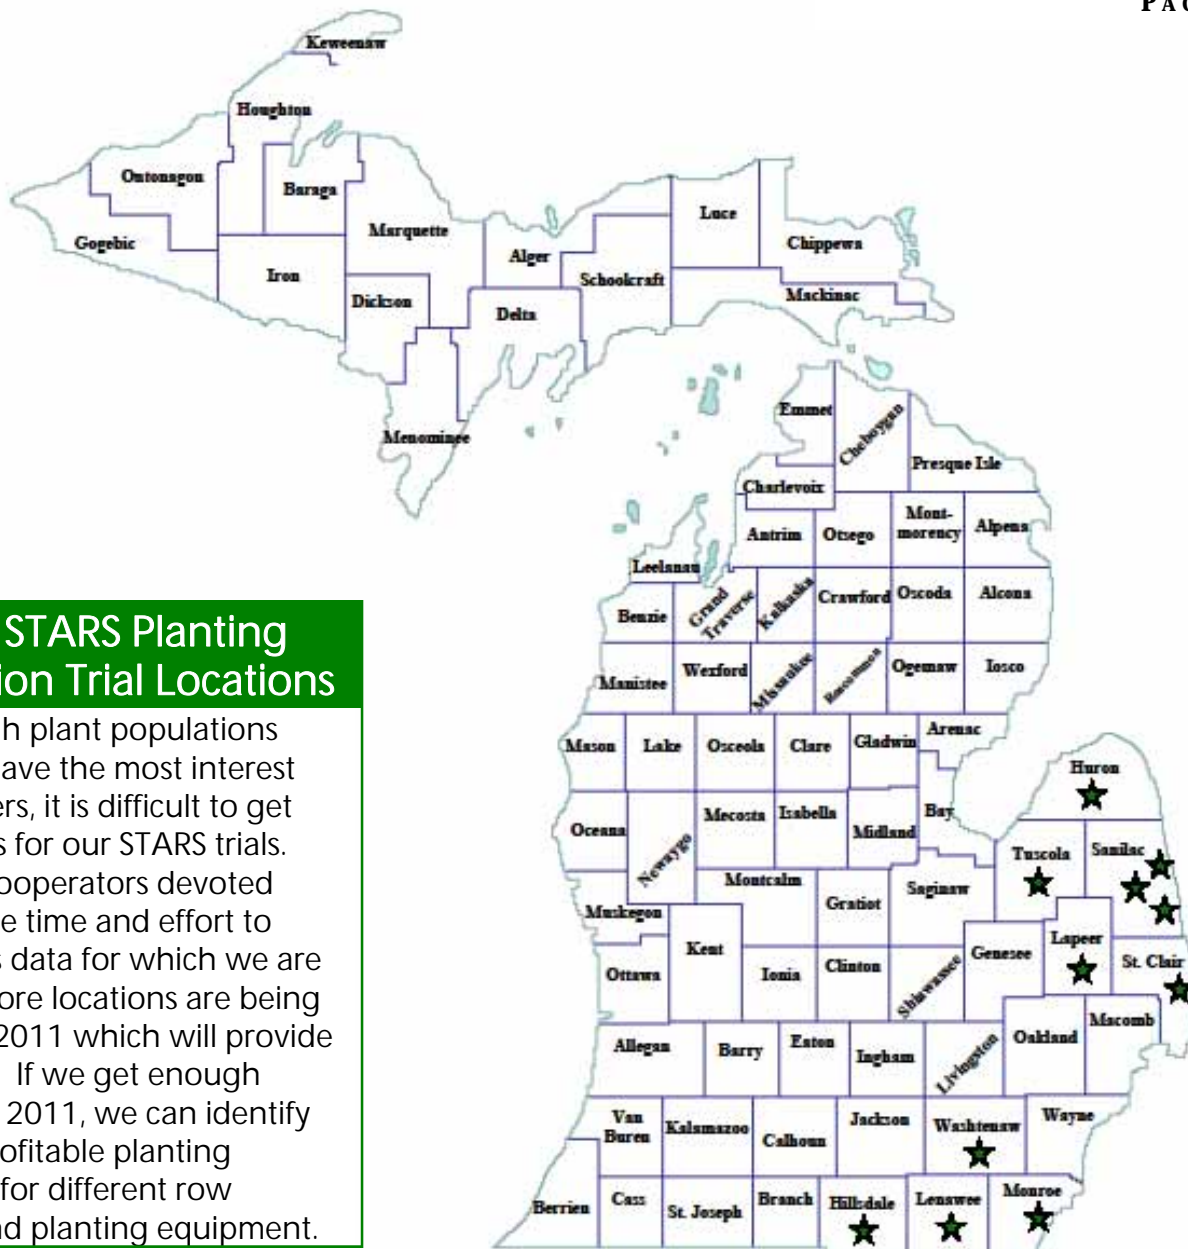 PAG
Keweenaw
Houghton
Ontonagon
Baraga
Gogebic
Marquette
Iron
Dickson
Alger
Luce
Chippewa
Schookcraft
Mackinac
Delta
Menominee
Emmet
Cheboygan
Presque Isle
Charlevoix
Antrim
Otsego
Mont-
morency
Alpena
Leelanau
Benzie
Grand
Traverse
Kalkaska
Crawford
Oscoda
Alcona
Manistee
Wexford
Missaukee
Roscommon
Ogemaw
Iosco
Mason
Lake
Osceola
Clare
Gladwin
Arenac
Huron
Oceana
Newaygo
Mecosta
Isabella
Midland
Bay
Tuscola
Sanilac
Muskegon
Montcalm
Gratiot
Saginaw
Ottawa
Kent
Ionia
Clinton
Shiawassee
Genesee
Lapeer
St. Clair
Allegan
Barry
Eaton
Ingham
Livingston
Oakland
Macomb
Van
Buren
Kalamazoo
Calhoun
Jackson
Washtenaw
Wayne
Berrien
Cass
St. Joseph
Branch
Hillsdale
Lenawee
Monroe
STARS Planting
ion Trial Locations
h plant populations
ave the most interest
ers, it is difficult to get
s for our STARS trials.
ooperators devoted
e time and effort to
s data for which we are
ore locations are being
2011 which will provide
If we get enough
2011, we can identify
ofitable planting
for different row
nd planting equipment.